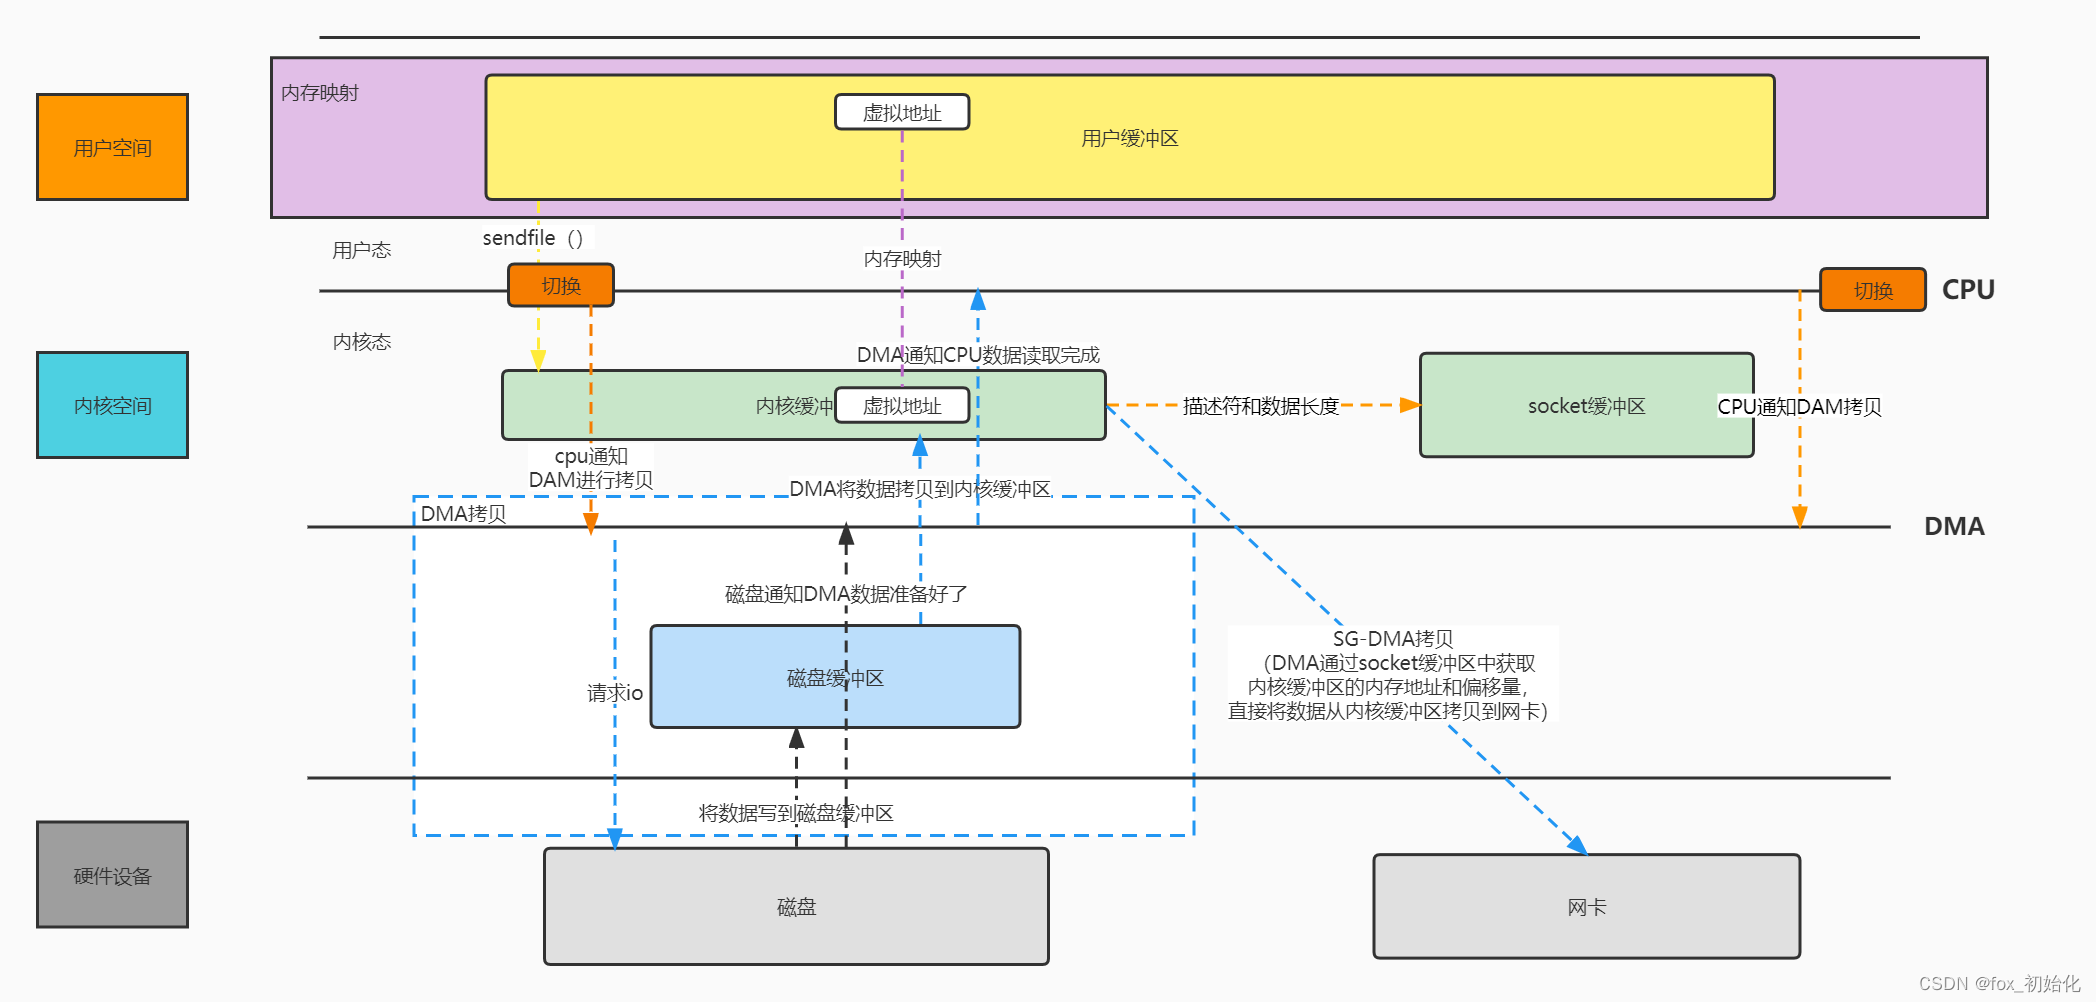 内存映射
虚拟地址
用户缓冲区
用户空间
sendfile（）
用户态
内存映射
切换
切换
CPU
内核态
DMA通知CPU数据读取完成
内核空间
内核缓冲
虚拟地址
描述符和数据长度
socket缓冲区
CPU通知DAM拷贝
cpu通知
DAM进行拷贝
DMA将数据拷贝到内核缓冲区
DMA拷贝
DMA
磁盘通知DMA数据准备好了
SG-DMA拷贝
（DMA通过socket缓冲区中获取
内核缓冲区的内存地址和偏移量，
直接将数据从内核缓冲区拷贝到网卡）
磁盘缓冲区
请求io
将数据写到磁盘缓冲区
硬件设备
磁盘
网卡
CSDN @fox_初始化